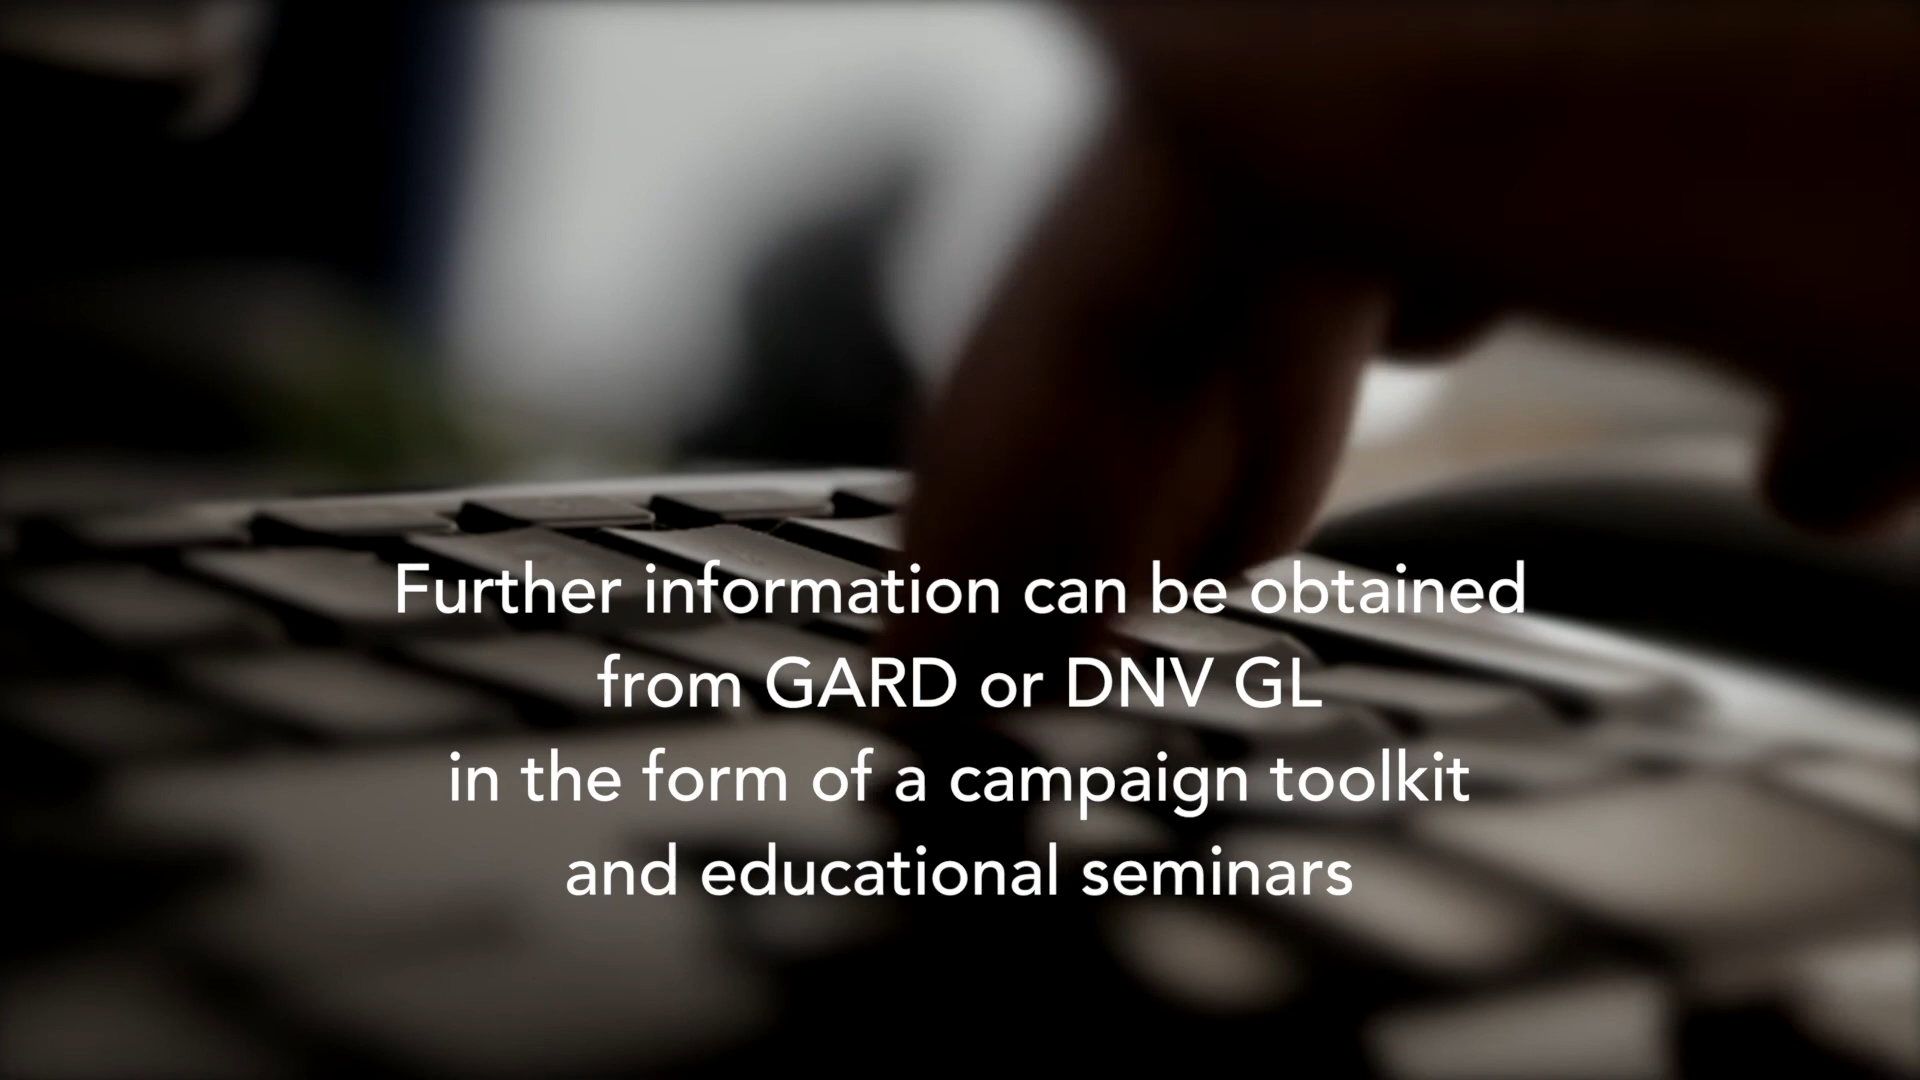 Further information can be obtained
from GARD or DNV GL
in the form of a campaign toolkit
and educational seminars